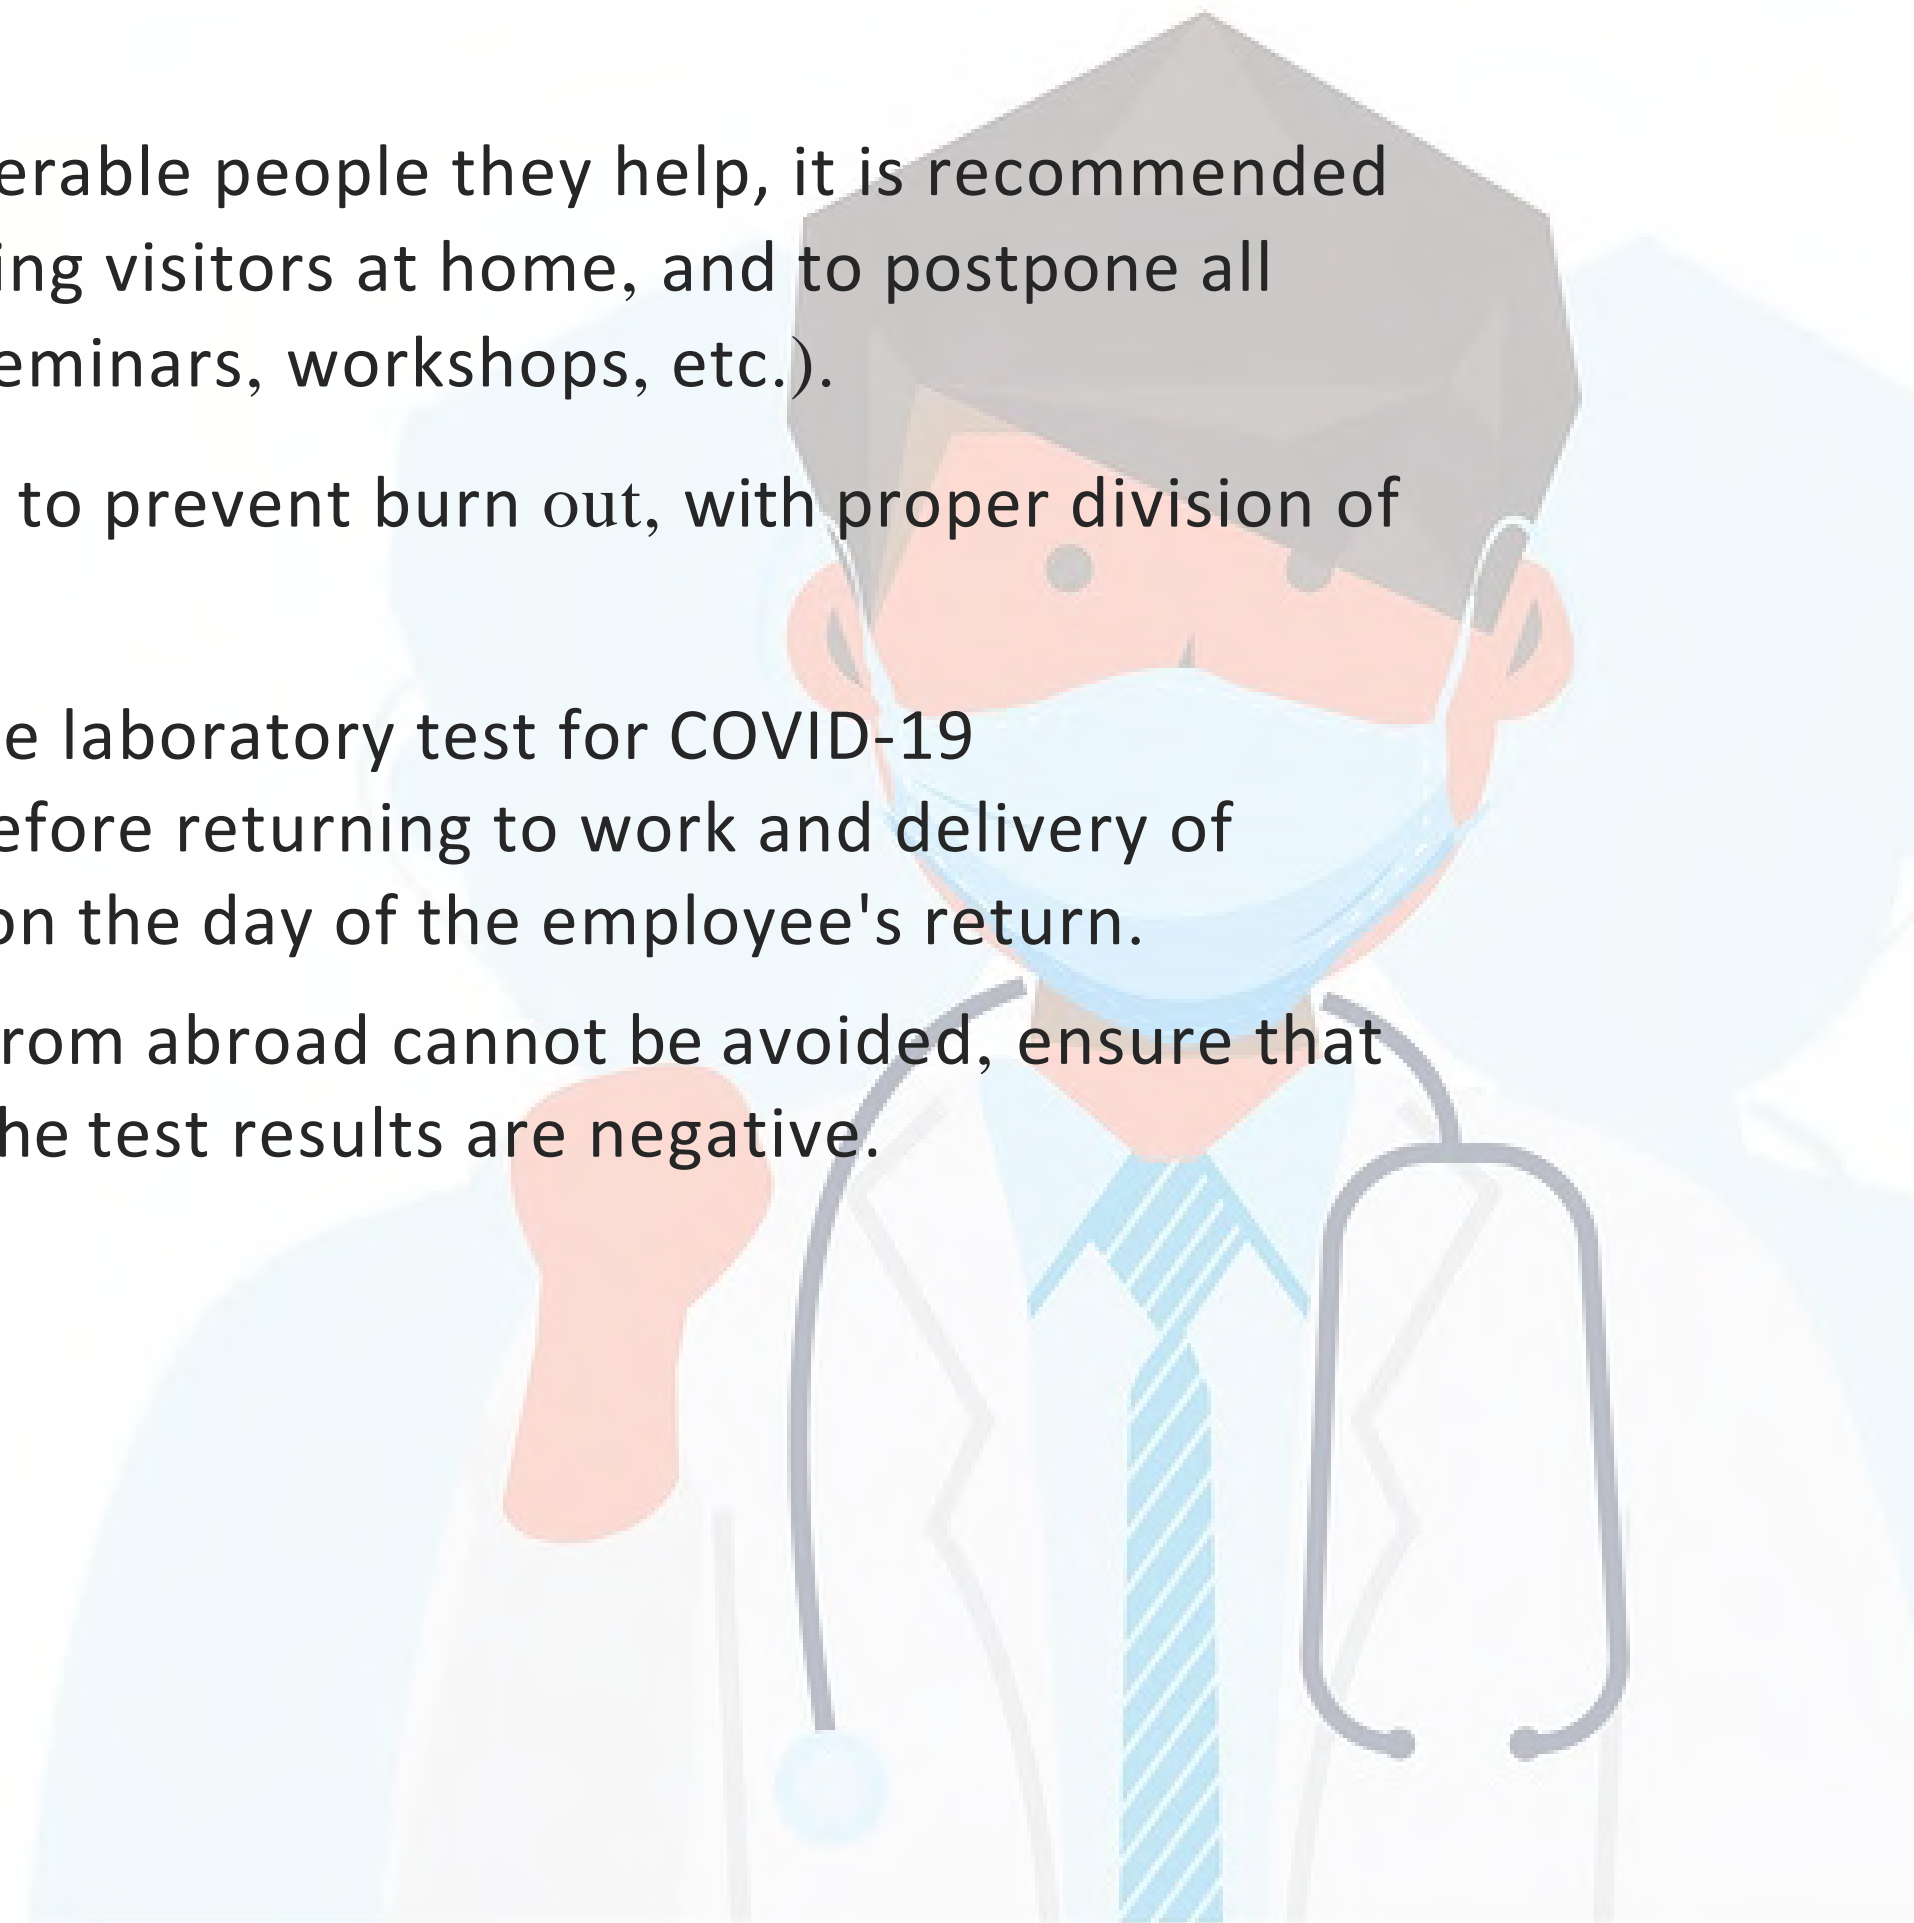 erable people they help, it is recommended
ing visitors at home, and to postpone all
eminars, workshops, etc.).
to prevent burn out, with proper division of
e laboratory test for COVID-19
efore returning to work and delivery of
on the day of the employee's return.
rom abroad cannot be avoided, ensure that
he test results are negative.